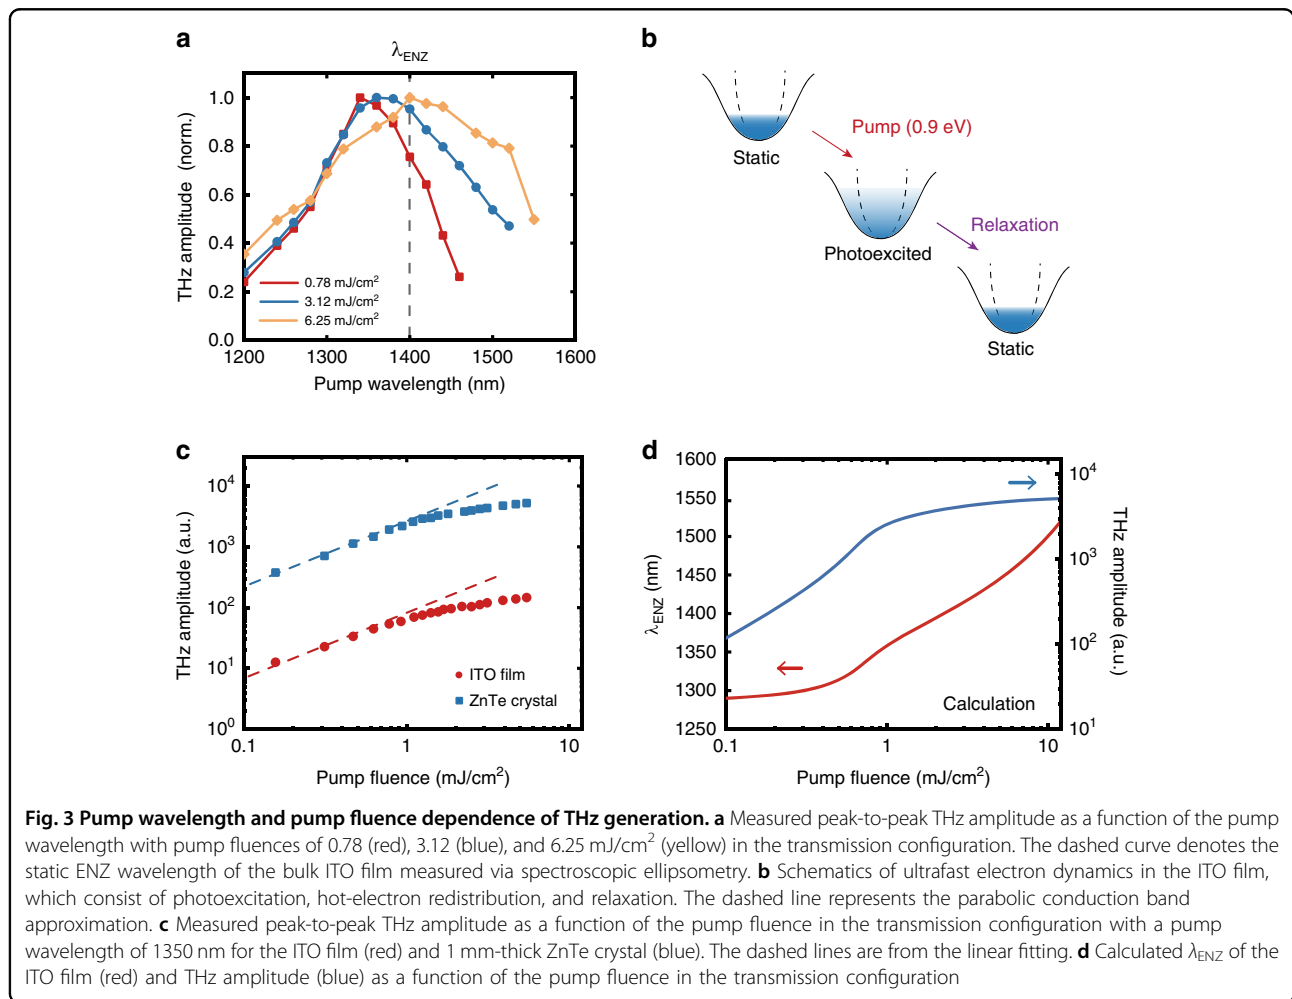 a
λENZ
THz amplitude (norm.)
1.0
0.8
0.6
0.4
0.2
0.0
0.78 mJ/cm²
3.12 mJ/cm²
6.25 mJ/cm²
1200 1300 1400 1500 1600
Pump wavelength (nm)
b
Static
Pump (0.9 eV)
Photoexcited
Relaxation
Static
c
THz amplitude (a.u.)
10⁴
10³
10²
10¹
10⁰
ITO film
ZnTe crystal
0.1 1 10
Pump fluence (mJ/cm²)
d
λENZ (nm)
1600
1550
1500
1450
1400
1350
1300
1250
10⁴
10³
10²
10¹
THz amplitude (a.u.)
Calculation
0.1 1 10
Pump fluence (mJ/cm²)
Fig. 3 Pump wavelength and pump fluence dependence of THz generation. a Measured peak-to-peak THz amplitude as a function of the pump
wavelength with pump fluences of 0.78 (red), 3.12 (blue), and 6.25 mJ/cm² (yellow) in the transmission configuration. The dashed curve denotes the
static ENZ wavelength of the bulk ITO film measured via spectroscopic ellipsometry. b Schematics of ultrafast electron dynamics in the ITO film,
which consist of photoexcitation, hot-electron redistribution, and relaxation. The dashed line represents the parabolic conduction band
approximation. c Measured peak-to-peak THz amplitude as a function of the pump fluence in the transmission configuration with a pump
wavelength of 1350 nm for the ITO film (red) and 1 mm-thick ZnTe crystal (blue). The dashed lines are from the linear fitting. d Calculated λENZ of the
ITO film (red) and THz amplitude (blue) as a function of the pump fluence in the transmission configuration